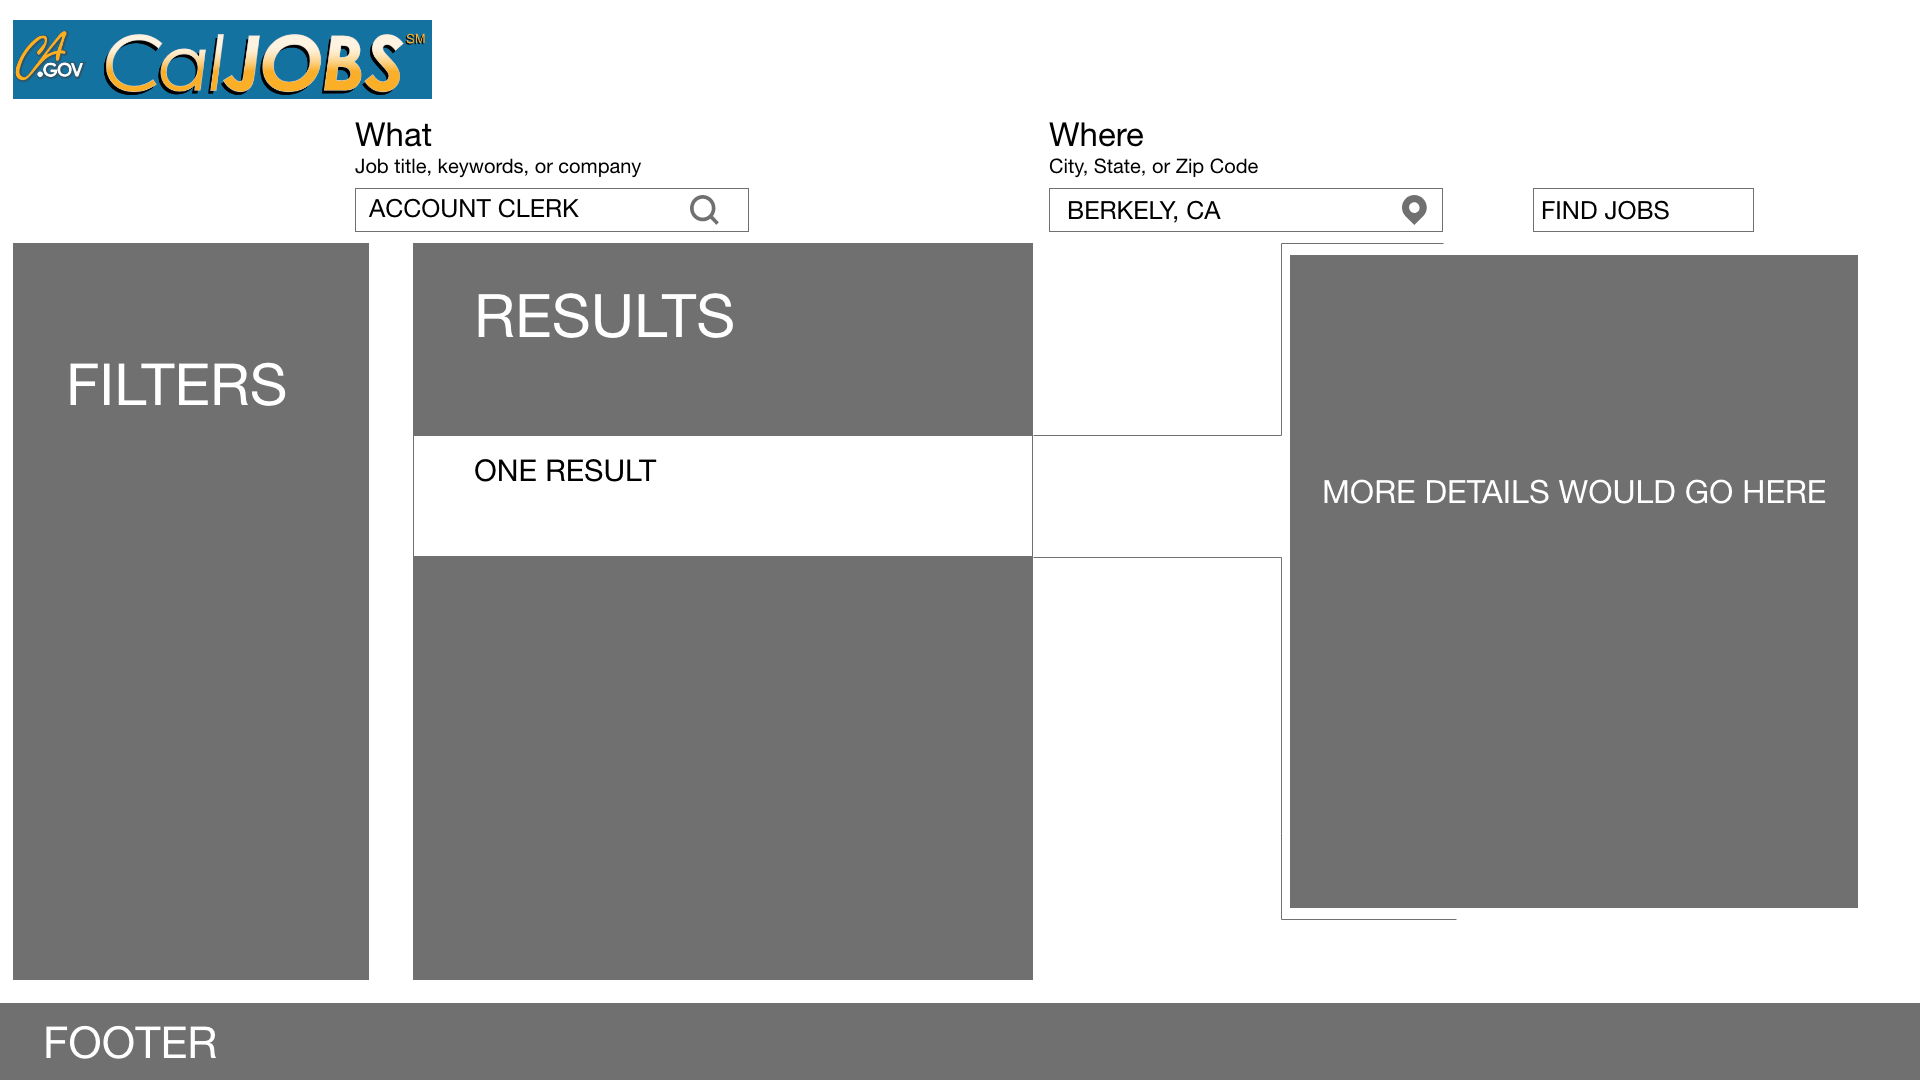 CA
.GOV
CalJOBS SM
What
Job title, keywords, or company
ACCOUNT CLERK
Where
City, State, or Zip Code
BERKELY, CA
FIND JOBS
FILTERS
RESULTS
ONE RESULT
MORE DETAILS WOULD GO HERE
FOOTER